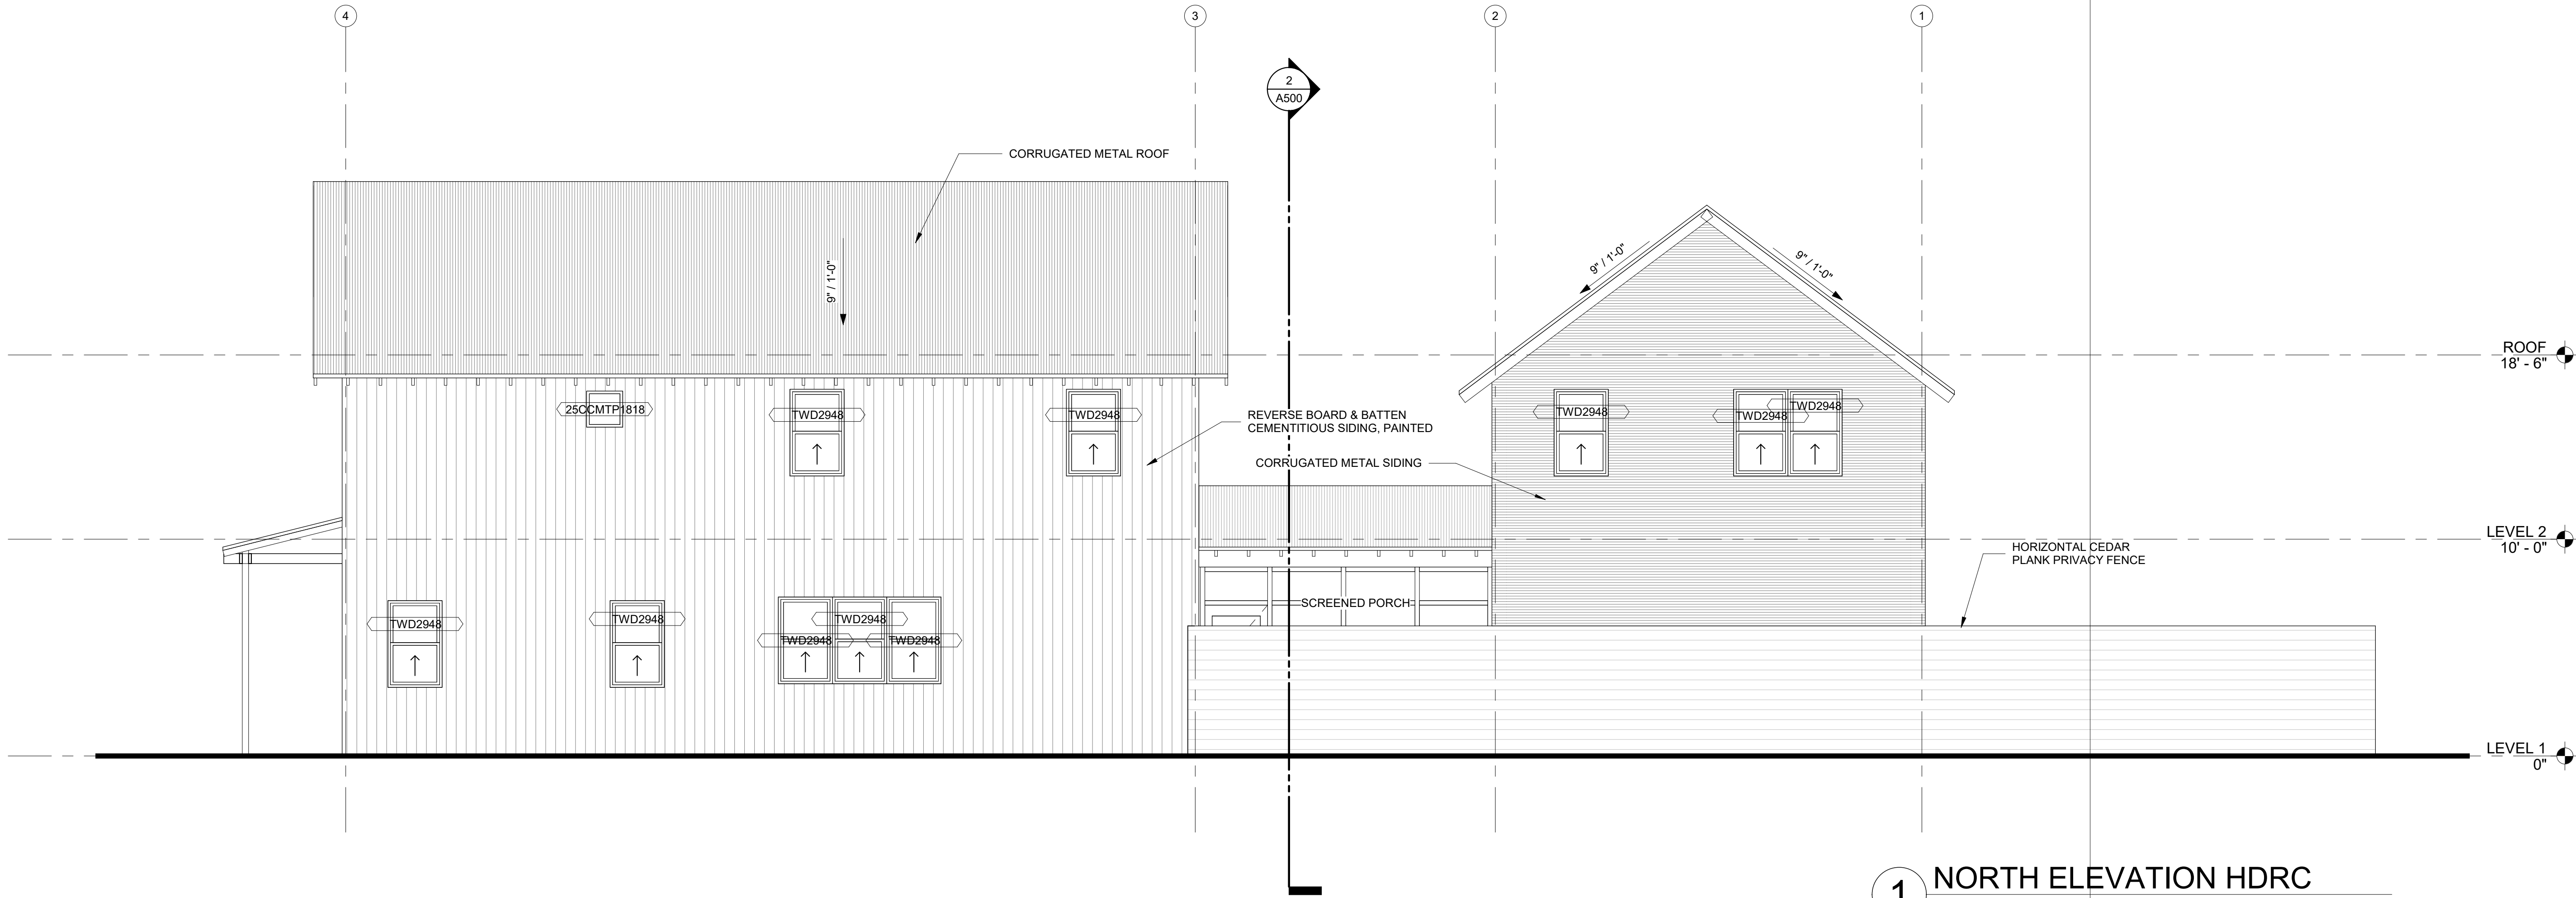 4
3
2
1
2
A500
CORRUGATED METAL ROOF
9" / 1'-0"
9" / 1'-0"
9" / 1'-0"
ROOF
18' - 6"
25CCMTP1818
TWD2948
TWD2948
REVERSE BOARD & BATTEN
CEMENTITIOUS SIDING, PAINTED
TWD2948
TWD2948
TWD2948
CORRUGATED METAL SIDING
LEVEL 2
10' - 0"
HORIZONTAL CEDAR
PLANK PRIVACY FENCE
SCREENED PORCH
TWD2948
TWD2948
TWD2948
TWD2948
TWD2948
LEVEL 1
0"
1
NORTH ELEVATION HDRC